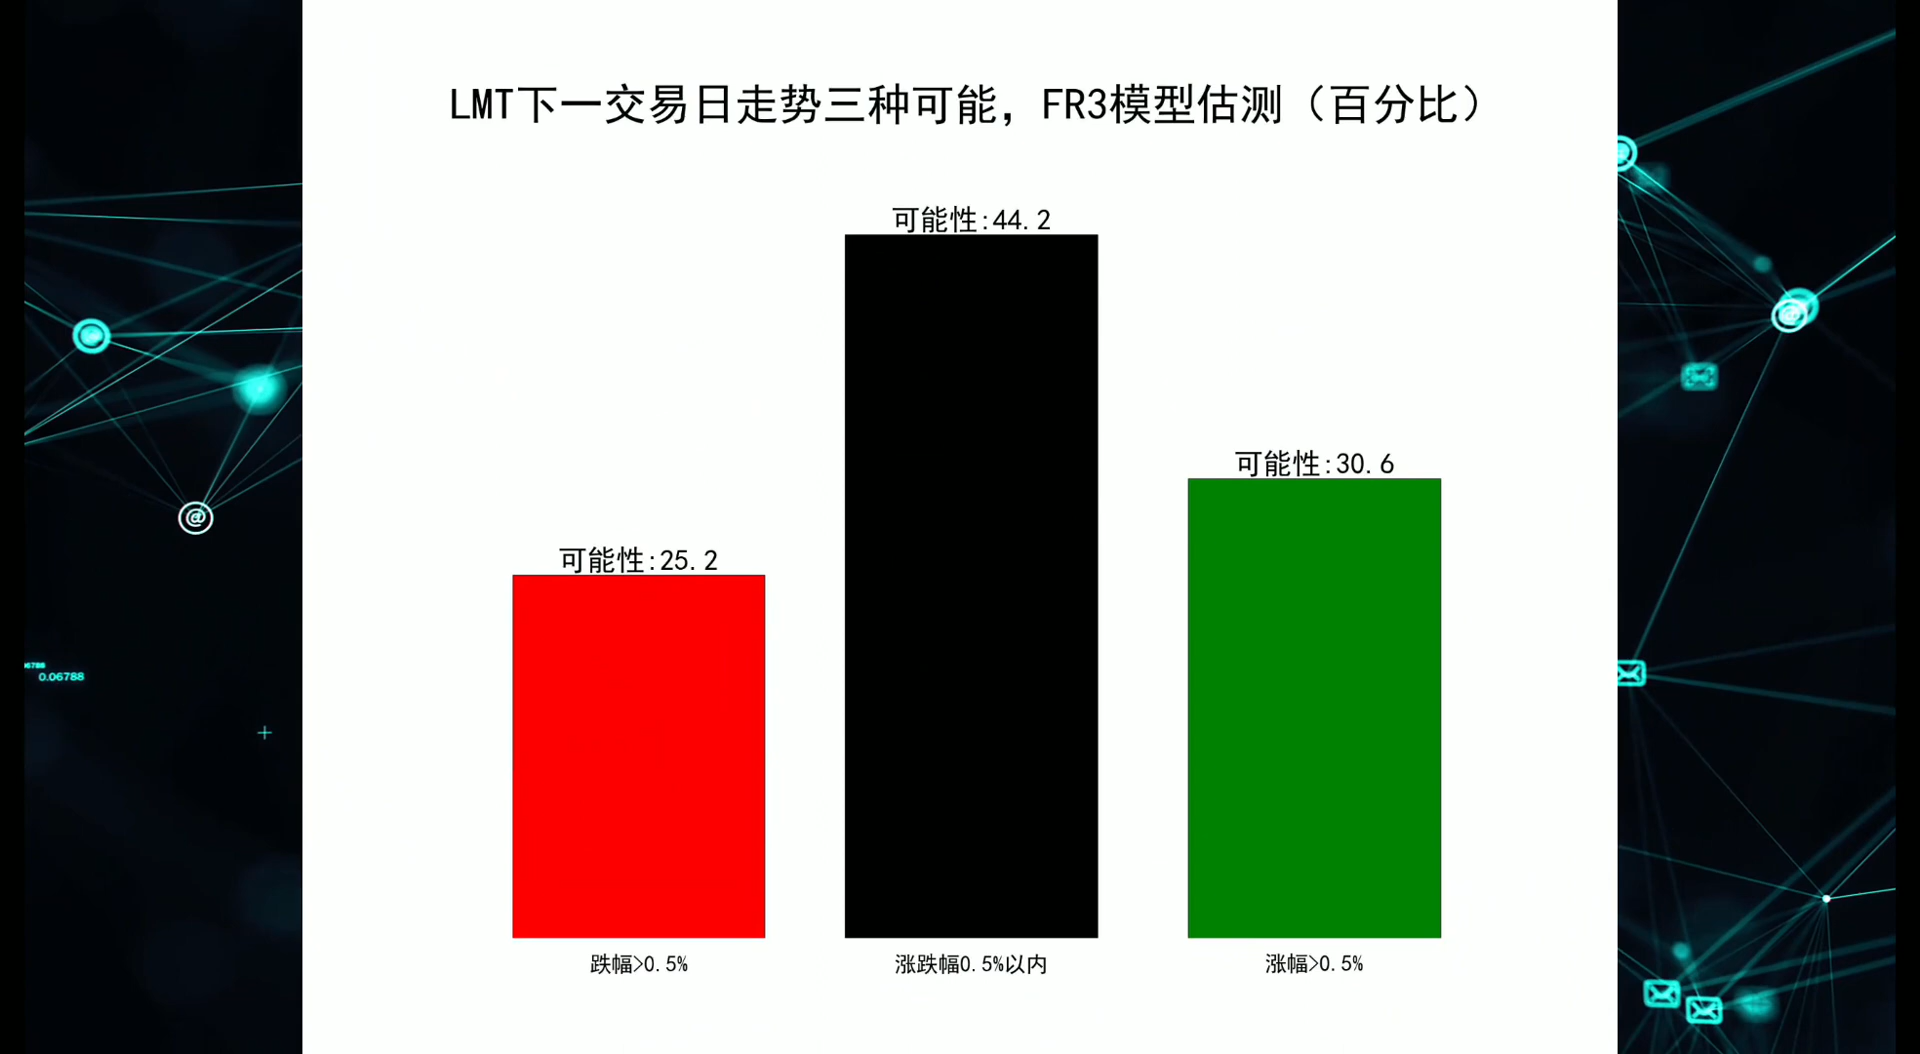 LMT下一交易日走势三种可能，FR3模型估测（百分比）
可能性:44.2
可能性:30.6
可能性:25.2
跌幅>0.5%
涨跌幅0.5%以内
涨幅>0.5%
0.06788
@